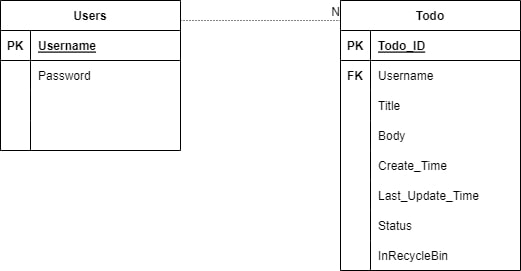 Users
PK Username
Password
N
Todo
PK Todo_ID
FK Username
Title
Body
Create_Time
Last_Update_Time
Status
InRecycleBin